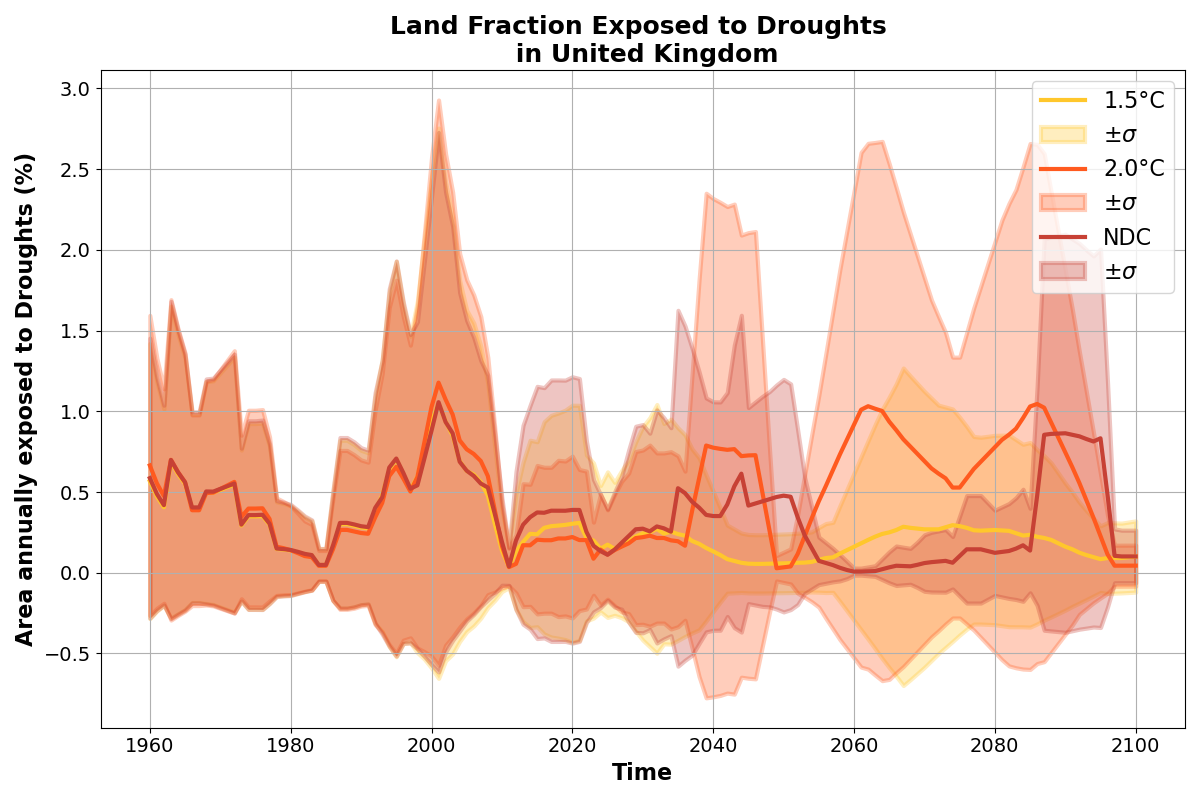 Land Fraction Exposed to Droughts
in United Kingdom
Area annually exposed to Droughts (%)
3.0
2.5
2.0
1.5
1.0
0.5
0.0
−0.5
1.5°C
±σ
2.0°C
±σ
NDC
±σ
1960 1980 2000 2020 2040 2060 2080 2100
Time